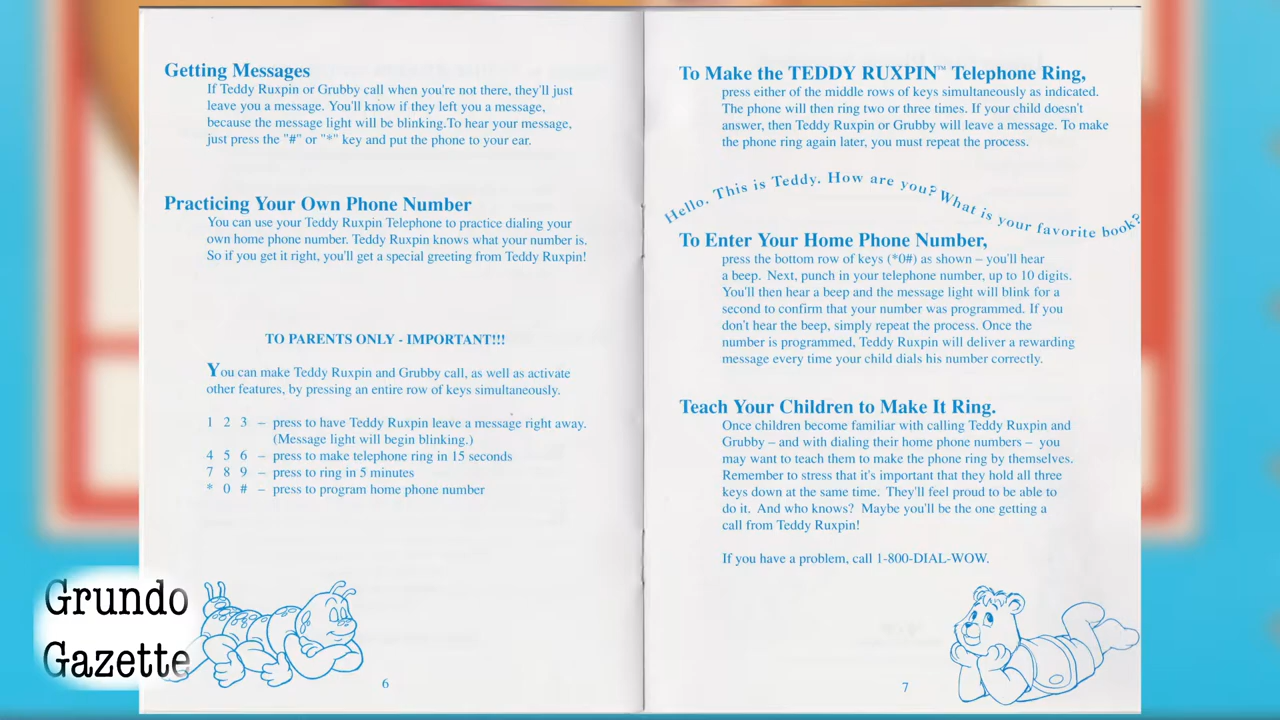 Getting Messages
If Teddy Ruxpin or Grubby call when you're not there, they'll just
leave you a message. You'll know if they left you a message,
because the message light will be blinking.To hear your message,
just press the "#" or "*" key and put the phone to your ear.
Practicing Your Own Phone Number
You can use your Teddy Ruxpin Telephone to practice dialing your
own home phone number. Teddy Ruxpin knows what your number is.
So if you get it right, you'll get a special greeting from Teddy Ruxpin!
TO PARENTS ONLY - IMPORTANT!!!
You can make Teddy Ruxpin and Grubby call, as well as activate
other features, by pressing an entire row of keys simultaneously.
1 2 3 – press to have Teddy Ruxpin leave a message right away.
(Message light will begin blinking.)
4 5 6 – press to make telephone ring in 15 seconds
7 8 9 – press to ring in 5 minutes
* 0 # – press to program home phone number
Grundo
Gazette
6
To Make the TEDDY RUXPIN™ Telephone Ring,
press either of the middle rows of keys simultaneously as indicated.
The phone will then ring two or three times. If your child doesn't
answer, then Teddy Ruxpin or Grubby will leave a message. To make
the phone ring again later, you must repeat the process.
Hello. This is Teddy. How are you? What is your favorite book?
To Enter Your Home Phone Number,
press the bottom row of keys (*0#) as shown – you'll hear
a beep. Next, punch in your telephone number, up to 10 digits.
You'll then hear a beep and the message light will blink for a
second to confirm that your number was programmed. If you
don't hear the beep, simply repeat the process. Once the
number is programmed, Teddy Ruxpin will deliver a rewarding
message every time your child dials his number correctly.
Teach Your Children to Make It Ring.
Once children become familiar with calling Teddy Ruxpin and
Grubby – and with dialing their home phone numbers – you
may want to teach them to make the phone ring by themselves.
Remember to stress that it's important that they hold all three
keys down at the same time. They'll feel proud to be able to
do it. And who knows? Maybe you'll be the one getting a
call from Teddy Ruxpin!
If you have a problem, call 1-800-DIAL-WOW.
7